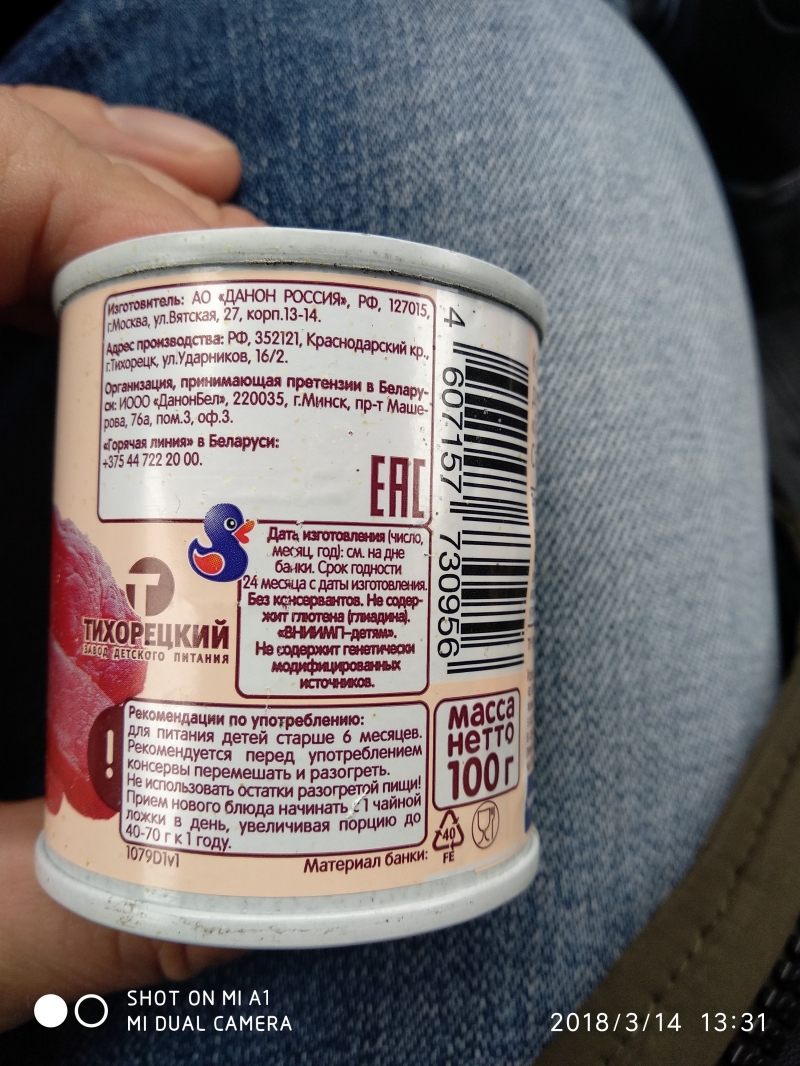 Изготовитель: АО «ДАНОН РОССИЯ», РФ, 127015,
г.Москва, ул.Вятская, 27, корп.13-14.
Адрес производства: РФ, 352121, Краснодарский кр.,
г.Тихорецк, ул.Ударников, 16/2.
Организация, принимающая претензии в Белару-
си: ИООО «ДанонБел», 220035, г.Минск, пр-т Маше-
рова, 76а, пом.3, оф.3.
«Горячая линия» в Беларуси:
+375 44 722 20 00.
EAC
4 607157 730956
Дата изготовления (число,
месяц, год): см. на дне
банки. Срок годности
24 месяца с даты изготовления.
Без консервантов. Не содер-
жит глютена (глиадина).
«ВНИИМП-детям».
Не содержит генетически
модифицированных
источников.
ТИХОРЕЦКИЙ
ЗАВОД ДЕТСКОГО ПИТАНИЯ
!
Рекомендации по употреблению:
для питания детей старше 6 месяцев.
Рекомендуется перед употреблением
консервы перемешать и разогреть.
Не использовать остатки разогретой пищи!
Прием нового блюда начинать с 1 чайной
ложки в день, увеличивая порцию до
40-70 г к 1 году.
масса
нетто
100 г
1079D1v1
Материал банки:
40
FE
SHOT ON MI A1
MI DUAL CAMERA
2018/3/14 13:31